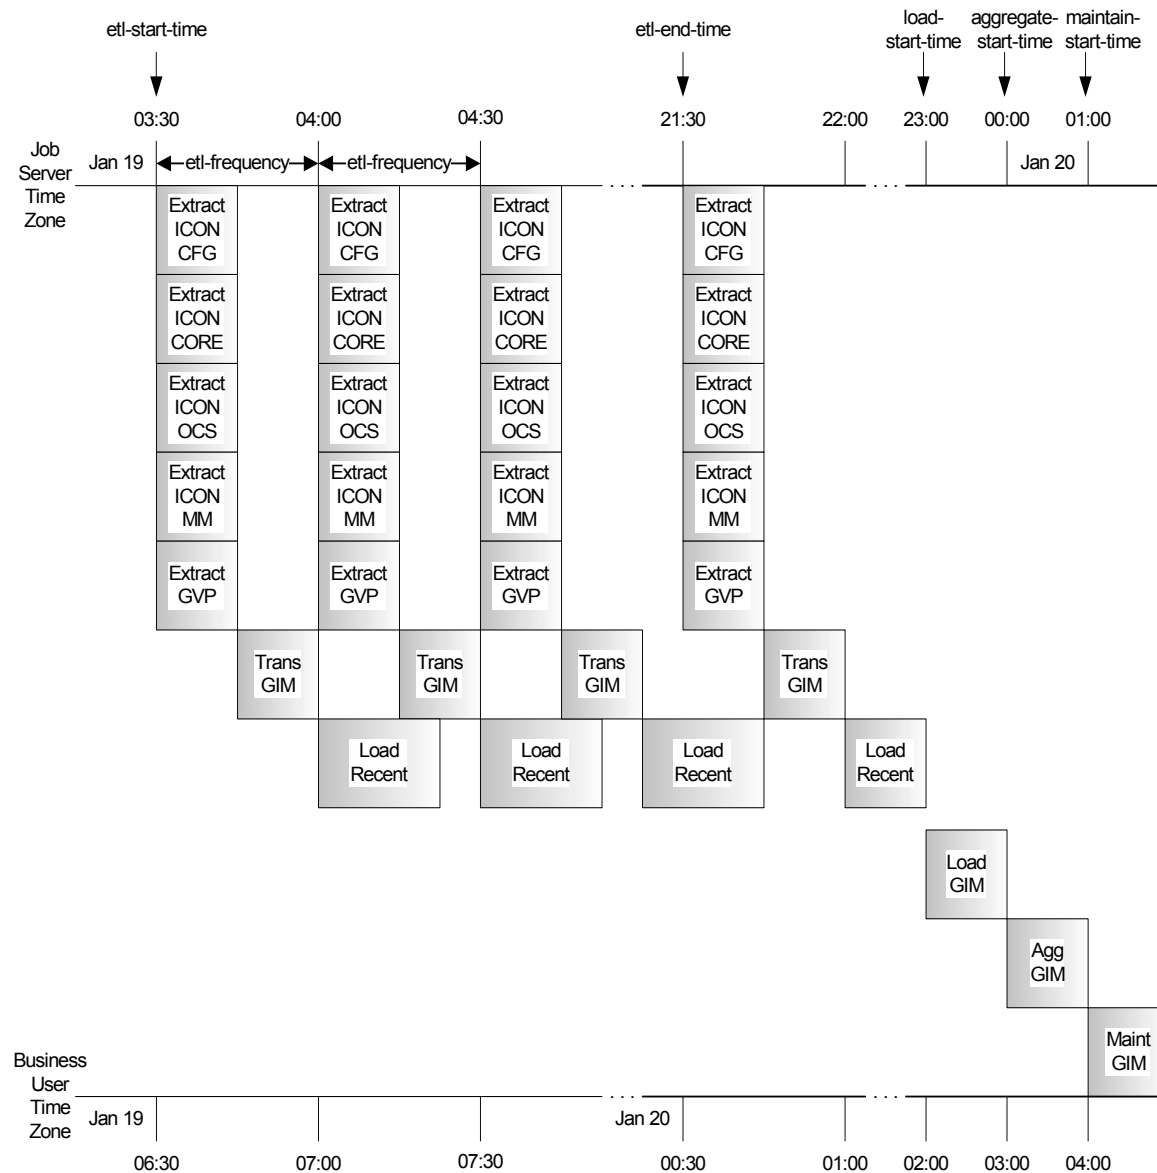 etl-start-time
etl-end-time
load-
start-time
aggregate-
start-time
maintain-
start-time
03:30
04:00
04:30
21:30
22:00
23:00
00:00
01:00
Job
Server
Time
Zone
Jan 19
etl-frequency
etl-frequency
Jan 20
. . .
. . .
Extract
ICON
CFG
Extract
ICON
CFG
Extract
ICON
CFG
Extract
ICON
CFG
Extract
ICON
CORE
Extract
ICON
CORE
Extract
ICON
CORE
Extract
ICON
CORE
Extract
ICON
OCS
Extract
ICON
OCS
Extract
ICON
OCS
Extract
ICON
OCS
Extract
ICON
MM
Extract
ICON
MM
Extract
ICON
MM
Extract
ICON
MM
Extract
GVP
Extract
GVP
Extract
GVP
Extract
GVP
Trans
GIM
Trans
GIM
Trans
GIM
Trans
GIM
Load
Recent
Load
Recent
Load
Recent
Load
Recent
Load
GIM
Agg
GIM
Maint
GIM
Business
User
Time
Zone
. . .
. . .
Jan 19
Jan 20
06:30
07:00
07:30
00:30
01:00
02:00
03:00
04:00